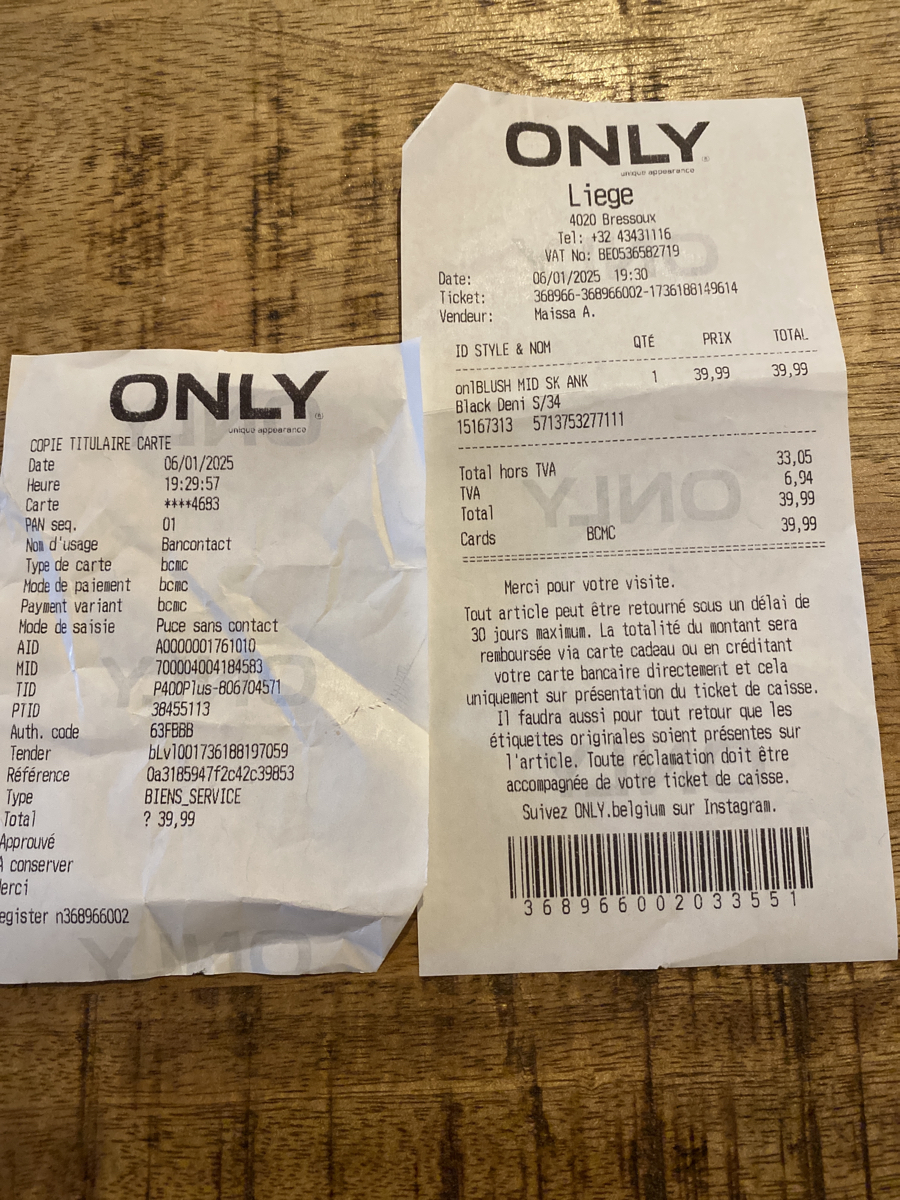 ONLY
unique appearance
COPIE TITULAIRE CARTE
Date 06/01/2025
Heure 19:29:57
Carte ****4683
PAN seq. 01
Nom d'usage Bancontact
Type de carte bcmc
Mode de paiement bcmc
Payment variant bcmc
Mode de saisie Puce sans contact
AID A0000001761010
MID 700004004184583
TID P400Plus-806704571
PTID 38455113
Auth. code 63FBBB
Tender bLvl001736188197059
Référence 0a3185947f2c42c39853
Type BIENS_SERVICE
Total ? 39,99
Approuvé
A conserver
erci
egister n368966002
ONLY
unique appearance
Liege
4020 Bressoux
Tel: +32 43431116
VAT No: BE0536582719
Date: 06/01/2025 19:30
Ticket: 368966-368966002-1736188149614
Vendeur: Maissa A.
ID STYLE & NOM QTÉ PRIX TOTAL
onlBLUSH MID SK ANK 1 39,99 39,99
Black Deni S/34
15167313 5713753277111
Total hors TVA 33,05
TVA 6,94
Total 39,99
Cards BCMC 39,99
Merci pour votre visite.
Tout article peut être retourné sous un délai de
30 jours maximum. La totalité du montant sera
remboursée via carte cadeau ou en créditant
votre carte bancaire directement et cela
uniquement sur présentation du ticket de caisse.
Il faudra aussi pour tout retour que les
étiquettes originales soient présentes sur
l'article. Toute réclamation doit être
accompagnée de votre ticket de caisse.
Suivez ONLY.belgium sur Instagram.
368966002033551